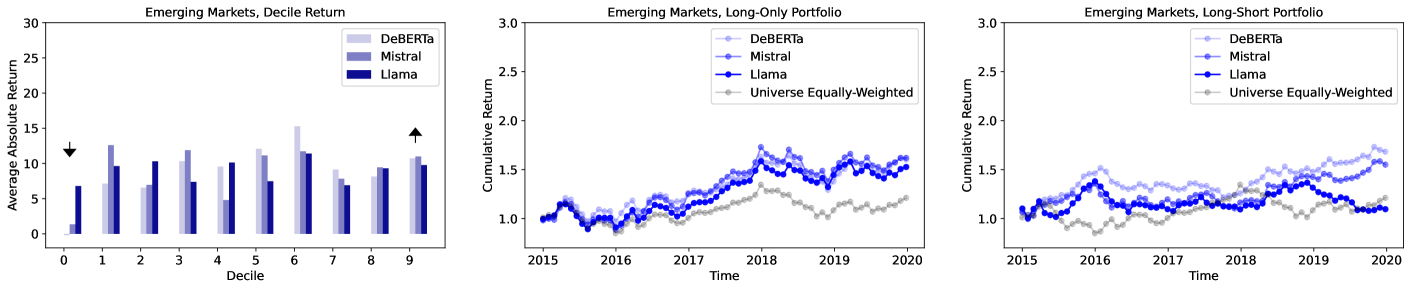 Emerging Markets, Decile Return
Average Absolute Return
30
25
20
15
10
5
0
DeBERTa
Mistral
Llama
0 1 2 3 4 5 6 7 8 9
Decile
Emerging Markets, Long-Only Portfolio
Cumulative Return
3.0
2.5
2.0
1.5
1.0
DeBERTa
Mistral
Llama
Universe Equally-Weighted
2015 2016 2017 2018 2019 2020
Time
Emerging Markets, Long-Short Portfolio
Cumulative Return
3.0
2.5
2.0
1.5
1.0
DeBERTa
Mistral
Llama
Universe Equally-Weighted
2015 2016 2017 2018 2019 2020
Time